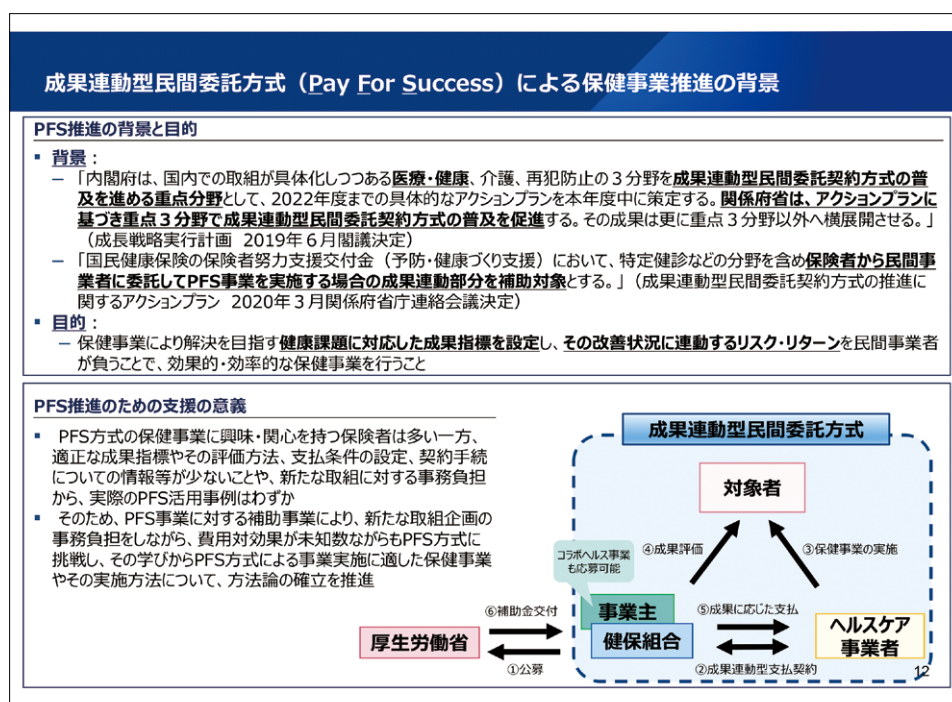 成果連動型民間委託方式（Pay For Success）による保健事業推進の背景
PFS推進の背景と目的
▪ 背景：
－ 「内閣府は、国内での取組が具体化しつつある医療・健康、介護、再犯防止の３分野を成果連動型民間委託契約方式の普
及を進める重点分野として、2022年度までの具体的なアクションプランを本年度中に策定する。関係府省は、アクションプランに
基づき重点３分野で成果連動型民間委託契約方式の普及を促進する。その成果は更に重点３分野以外へ横展開させる。」
（成長戦略実行計画 2019年６月閣議決定）
－ 「国民健康保険の保険者努力支援交付金（予防・健康づくり支援）において、特定健診などの分野を含め保険者から民間事
業者に委託してPFS事業を実施する場合の成果連動部分を補助対象とする。」（成果連動型民間委託契約方式の推進に
関するアクションプラン 2020年３月関係府省庁連絡会議決定）
▪ 目的：
－ 保健事業により解決を目指す健康課題に対応した成果指標を設定し、その改善状況に連動するリスク・リターンを民間事業者
が負うことで、効果的・効率的な保健事業を行うこと
PFS推進のための支援の意義
▪ PFS方式の保健事業に興味・関心を持つ保険者は多い一方、
適正な成果指標やその評価方法、支払条件の設定、契約手続
についての情報等が少ないことや、新たな取組に対する事務負担
から、実際のPFS活用事例はわずか
▪ そのため、PFS事業に対する補助事業により、新たな取組企画の
事務負担をしながら、費用対効果が未知数ながらもPFS方式に
挑戦し、その学びからPFS方式による事業実施に適した保健事業
やその実施方法について、方法論の確立を推進
成果連動型民間委託方式
対象者
④成果評価
③保健事業の実施
コラボヘルス事業
も応募可能
事業主
健保組合
⑤成果に応じた支払
②成果連動型支払契約
ヘルスケア
事業者
⑥補助金交付
①公募
厚生労働省
12